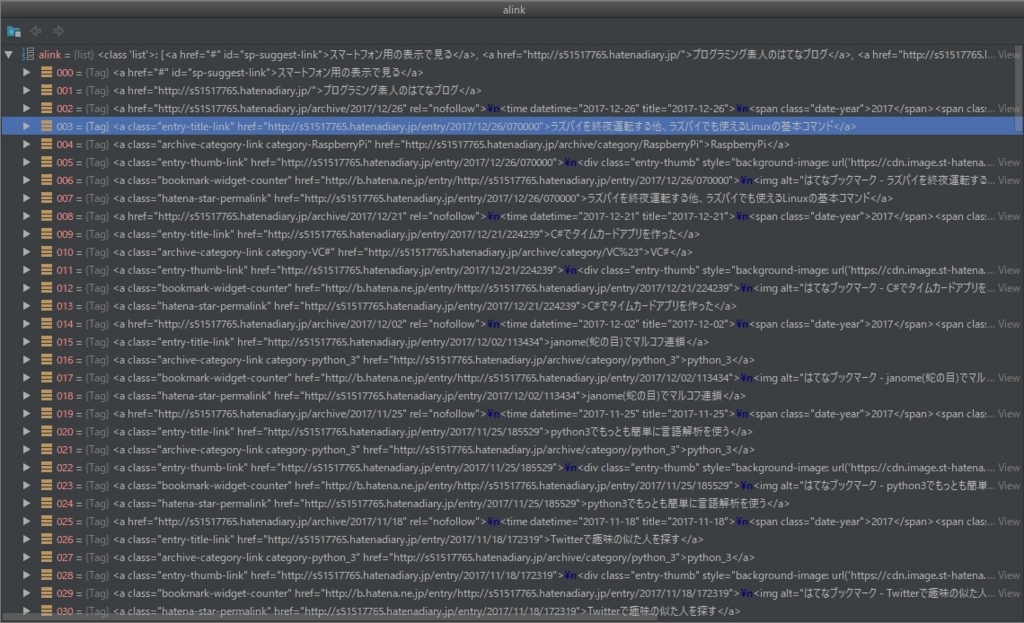 alink
alink = {list} <class 'list'>: [<a href="#" id="sp-suggest-link">スマートフォン用の表示で見る</a>, <a href="http://s51517765.hatenadiary.jp/">プログラミング素人のはてなブログ</a>, <a href="http://s51517765.l... View
000 = {Tag} <a href="#" id="sp-suggest-link">スマートフォン用の表示で見る</a>
001 = {Tag} <a href="http://s51517765.hatenadiary.jp/">プログラミング素人のはてなブログ</a>
002 = {Tag} <a href="http://s51517765.hatenadiary.jp/archive/2017/12/26" rel="nofollow">¥n<time datetime="2017-12-26" title="2017-12-26">¥n<span class="date-year">2017</span><span clas... View
003 = {Tag} <a class="entry-title-link" href="http://s51517765.hatenadiary.jp/entry/2017/12/26/070000">ラズパイを終夜運転する他、ラズパイでも使えるLinuxの基本コマンド</a>
004 = {Tag} <a class="archive-category-link category-RaspberryPi" href="http://s51517765.hatenadiary.jp/archive/category/RaspberryPi">RaspberryPi</a>
005 = {Tag} <a class="entry-thumb-link" href="http://s51517765.hatenadiary.jp/entry/2017/12/26/070000">¥n<div class="entry-thumb" style="background-image: url('https://cdn.image.st-hatena.... View
006 = {Tag} <a class="bookmark-widget-counter" href="http://b.hatena.ne.jp/entry/http://s51517765.hatenadiary.jp/entry/2017/12/26/070000">¥n<img alt="はてなブックマーク - ラズパイを終夜運転する... View
007 = {Tag} <a class="hatena-star-permalink" href="http://s51517765.hatenadiary.jp/entry/2017/12/26/070000">ラズパイを終夜運転する他、ラズパイでも使えるLinuxの基本コマンド</a>
008 = {Tag} <a href="http://s51517765.hatenadiary.jp/archive/2017/12/21" rel="nofollow">¥n<time datetime="2017-12-21" title="2017-12-21">¥n<span class="date-year">2017</span><span clas... View
009 = {Tag} <a class="entry-title-link" href="http://s51517765.hatenadiary.jp/entry/2017/12/21/224239">C#でタイムカードアプリを作った</a>
010 = {Tag} <a class="archive-category-link category-VC#" href="http://s51517765.hatenadiary.jp/archive/category/VC%23">VC#</a>
011 = {Tag} <a class="entry-thumb-link" href="http://s51517765.hatenadiary.jp/entry/2017/12/21/224239">¥n<div class="entry-thumb" style="background-image: url('https://cdn.image.st-hatena.... View
012 = {Tag} <a class="bookmark-widget-counter" href="http://b.hatena.ne.jp/entry/http://s51517765.hatenadiary.jp/entry/2017/12/21/224239">¥n<img alt="はてなブックマーク - C#でタイムカードアプリを... View
013 = {Tag} <a class="hatena-star-permalink" href="http://s51517765.hatenadiary.jp/entry/2017/12/21/224239">C#でタイムカードアプリを作った</a>
014 = {Tag} <a href="http://s51517765.hatenadiary.jp/archive/2017/12/02" rel="nofollow">¥n<time datetime="2017-12-02" title="2017-12-02">¥n<span class="date-year">2017</span><span clas... View
015 = {Tag} <a class="entry-title-link" href="http://s51517765.hatenadiary.jp/entry/2017/12/02/113434">janome(蛇の目)でマルコフ連鎖</a>
016 = {Tag} <a class="archive-category-link category-python_3" href="http://s51517765.hatenadiary.jp/archive/category/python_3">python_3</a>
017 = {Tag} <a class="bookmark-widget-counter" href="http://b.hatena.ne.jp/entry/http://s51517765.hatenadiary.jp/entry/2017/12/02/113434">¥n<img alt="はてなブックマーク - janome(蛇の目)でマル... View
018 = {Tag} <a class="hatena-star-permalink" href="http://s51517765.hatenadiary.jp/entry/2017/12/02/113434">janome(蛇の目)でマルコフ連鎖</a>
019 = {Tag} <a href="http://s51517765.hatenadiary.jp/archive/2017/11/25" rel="nofollow">¥n<time datetime="2017-11-25" title="2017-11-25">¥n<span class="date-year">2017</span><span clas... View
020 = {Tag} <a class="entry-title-link" href="http://s51517765.hatenadiary.jp/entry/2017/11/25/185529">python3でもっとも簡単に言語解析を使う</a>
021 = {Tag} <a class="archive-category-link category-python_3" href="http://s51517765.hatenadiary.jp/archive/category/python_3">python_3</a>
022 = {Tag} <a class="entry-thumb-link" href="http://s51517765.hatenadiary.jp/entry/2017/11/25/185529">¥n<div class="entry-thumb" style="background-image: url('https://cdn.image.st-hatena.... View
023 = {Tag} <a class="bookmark-widget-counter" href="http://b.hatena.ne.jp/entry/http://s51517765.hatenadiary.jp/entry/2017/11/25/185529">¥n<img alt="はてなブックマーク - python3でもっとも簡単... View
024 = {Tag} <a class="hatena-star-permalink" href="http://s51517765.hatenadiary.jp/entry/2017/11/25/185529">python3でもっとも簡単に言語解析を使う</a>
025 = {Tag} <a href="http://s51517765.hatenadiary.jp/archive/2017/11/18" rel="nofollow">¥n<time datetime="2017-11-18" title="2017-11-18">¥n<span class="date-year">2017</span><span clas... View
026 = {Tag} <a class="entry-title-link" href="http://s51517765.hatenadiary.jp/entry/2017/11/18/172319">Twitterで趣味の似た人を探す</a>
027 = {Tag} <a class="archive-category-link category-python_3" href="http://s51517765.hatenadiary.jp/archive/category/python_3">python_3</a>
028 = {Tag} <a class="entry-thumb-link" href="http://s51517765.hatenadiary.jp/entry/2017/11/18/172319">¥n<div class="entry-thumb" style="background-image: url('https://cdn.image.st-hatena.... View
029 = {Tag} <a class="bookmark-widget-counter" href="http://b.hatena.ne.jp/entry/http://s51517765.hatenadiary.jp/entry/2017/11/18/172319">¥n<img alt="はてなブックマーク - Twitterで趣味の似た人... View
030 = {Tag} <a class="hatena-star-permalink" href="http://s51517765.hatenadiary.jp/entry/2017/11/18/172319">Twitterで趣味の似た人を探す</a>